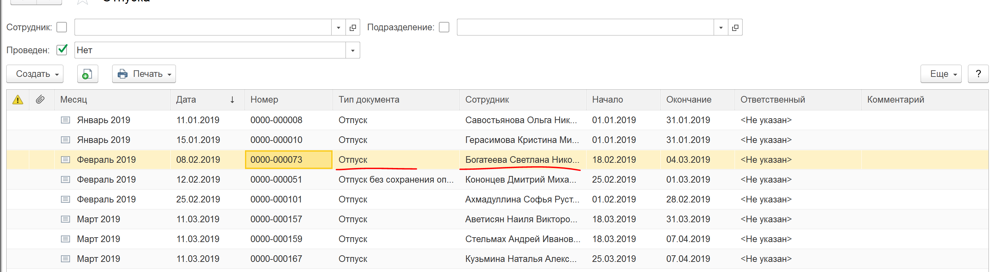 Отпуска
Сотрудник: Подразделение:
Проведен: Нет
Создать Печать Еще ?
Месяц Дата ↓ Номер Тип документа Сотрудник Начало Окончание Ответственный Комментарий
Январь 2019 11.01.2019 0000-000008 Отпуск Савостьянова Ольга Ник... 01.01.2019 31.01.2019 <Не указан>
Январь 2019 15.01.2019 0000-000010 Отпуск Герасимова Кристина Ми... 01.01.2019 31.01.2019 <Не указан>
Февраль 2019 08.02.2019 0000-000073 Отпуск Богатеева Светлана Нико... 18.02.2019 04.03.2019 <Не указан>
Февраль 2019 12.02.2019 0000-000051 Отпуск без сохранения оп... Кононцев Дмитрий Миха... 25.02.2019 01.03.2019 <Не указан>
Февраль 2019 25.02.2019 0000-000101 Отпуск Ахмадуллина Софья Руст... 01.02.2019 28.02.2019 <Не указан>
Март 2019 11.03.2019 0000-000157 Отпуск Аветисян Наиля Викторо... 18.03.2019 31.03.2019 <Не указан>
Март 2019 11.03.2019 0000-000159 Отпуск Стельмах Андрей Иванов... 18.03.2019 07.04.2019 <Не указан>
Март 2019 11.03.2019 0000-000167 Отпуск Кузьмина Наталья Алекс... 25.03.2019 07.04.2019 <Не указан>